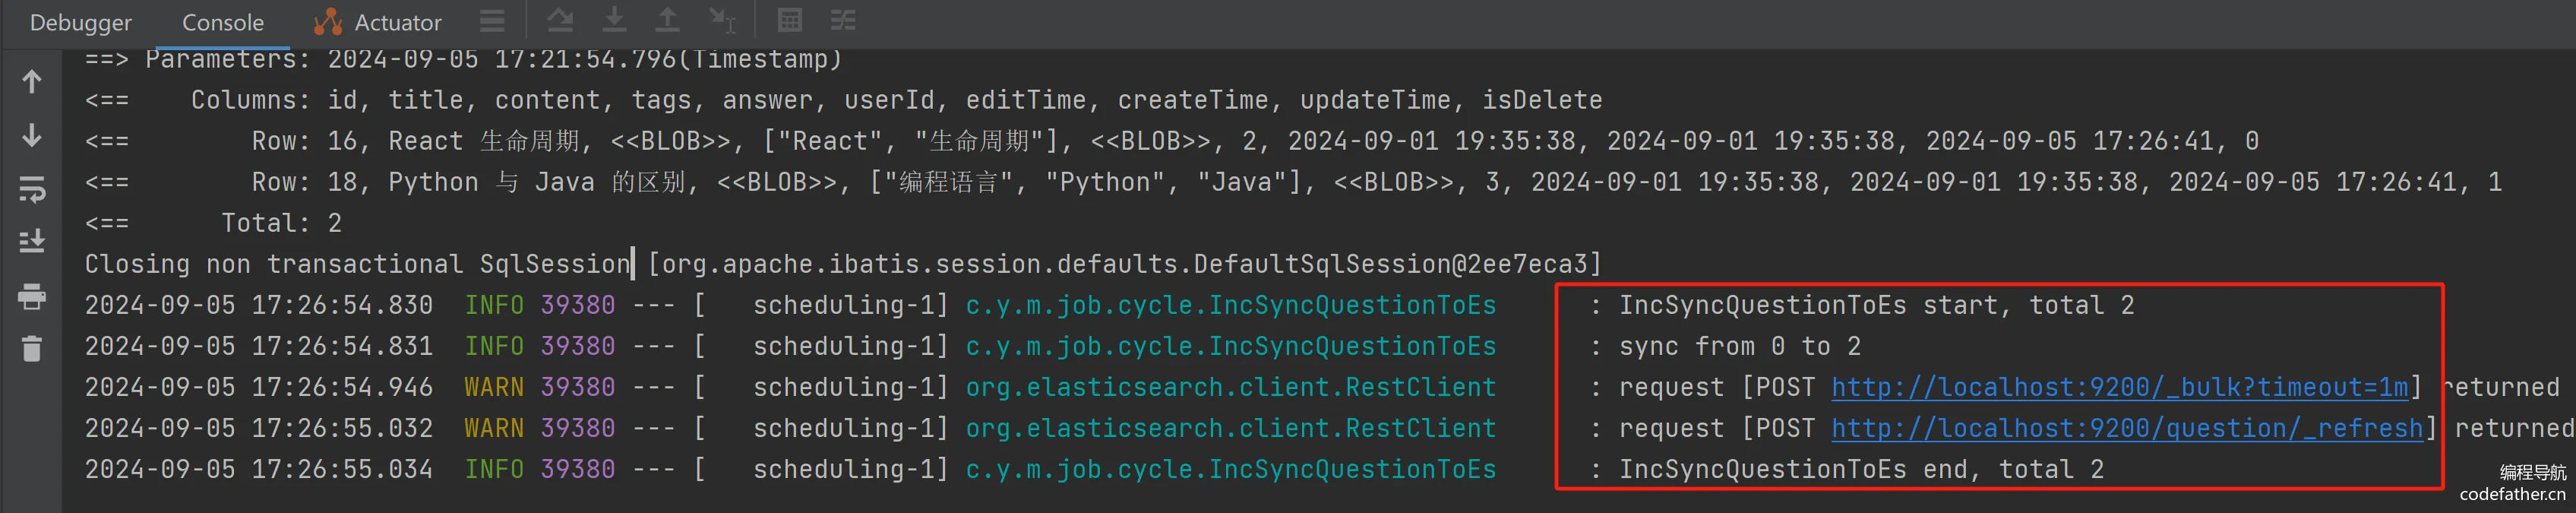 Debugger Console Actuator
==> Parameters: 2024-09-05 17:21:54.796(Timestamp)
<==    Columns: id, title, content, tags, answer, userId, editTime, createTime, updateTime, isDelete
<==        Row: 16, React 生命周期, <<BLOB>>, ["React", "生命周期"], <<BLOB>>, 2, 2024-09-01 19:35:38, 2024-09-01 19:35:38, 2024-09-05 17:26:41, 0
<==        Row: 18, Python 与 Java 的区别, <<BLOB>>, ["编程语言", "Python", "Java"], <<BLOB>>, 3, 2024-09-01 19:35:38, 2024-09-01 19:35:38, 2024-09-05 17:26:41, 1
<==      Total: 2
Closing non transactional SqlSession [org.apache.ibatis.session.defaults.DefaultSqlSession@2ee7eca3]
2024-09-05 17:26:54.830  INFO 39380 --- [   scheduling-1] c.y.m.job.cycle.IncSyncQuestionToEs      : IncSyncQuestionToEs start, total 2
2024-09-05 17:26:54.831  INFO 39380 --- [   scheduling-1] c.y.m.job.cycle.IncSyncQuestionToEs      : sync from 0 to 2
2024-09-05 17:26:54.946  WARN 39380 --- [   scheduling-1] org.elasticsearch.client.RestClient      : request [POST http://localhost:9200/_bulk?timeout=1m] returned
2024-09-05 17:26:55.032  WARN 39380 --- [   scheduling-1] org.elasticsearch.client.RestClient      : request [POST http://localhost:9200/question/_refresh] returned
2024-09-05 17:26:55.034  INFO 39380 --- [   scheduling-1] c.y.m.job.cycle.IncSyncQuestionToEs      : IncSyncQuestionToEs end, total 2
编程导航
codefather.cn